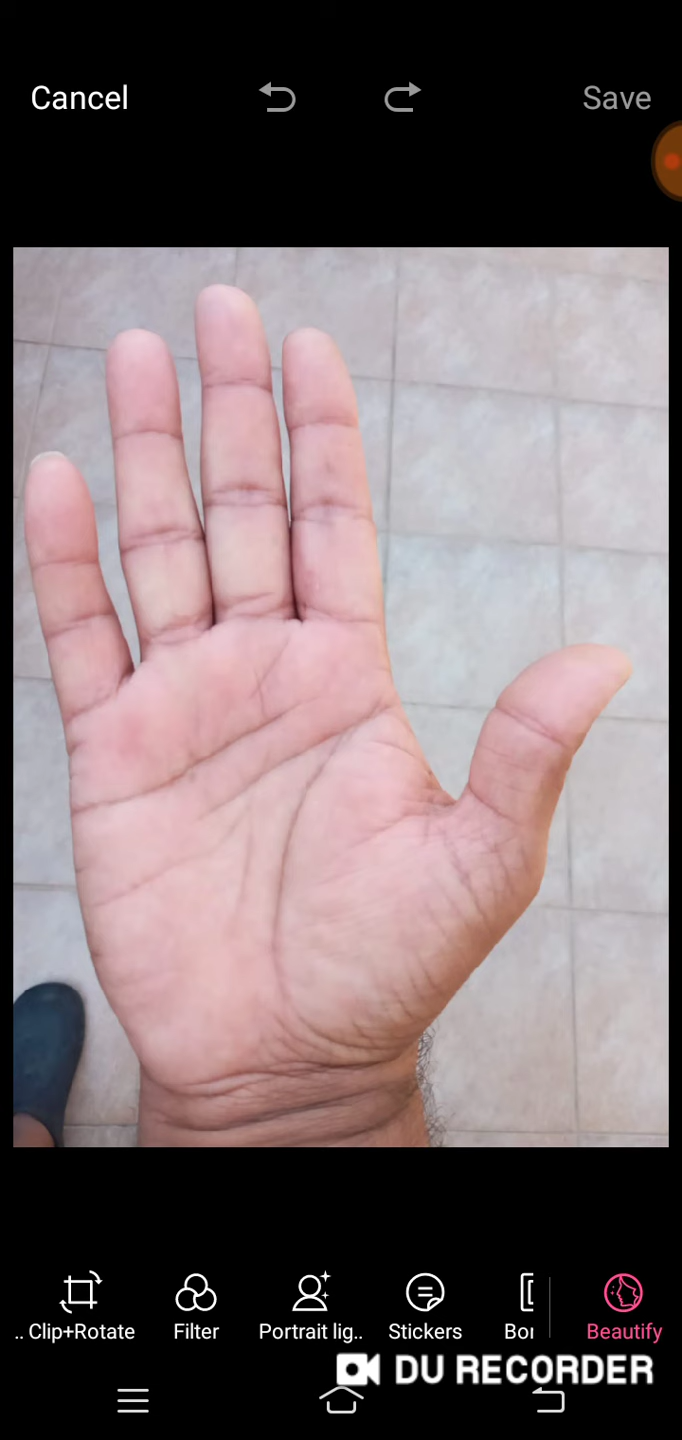 Cancel
Save
.. Clip+Rotate
Filter
Portrait lig..
Stickers
Bor
Beautify
DU RECORDER